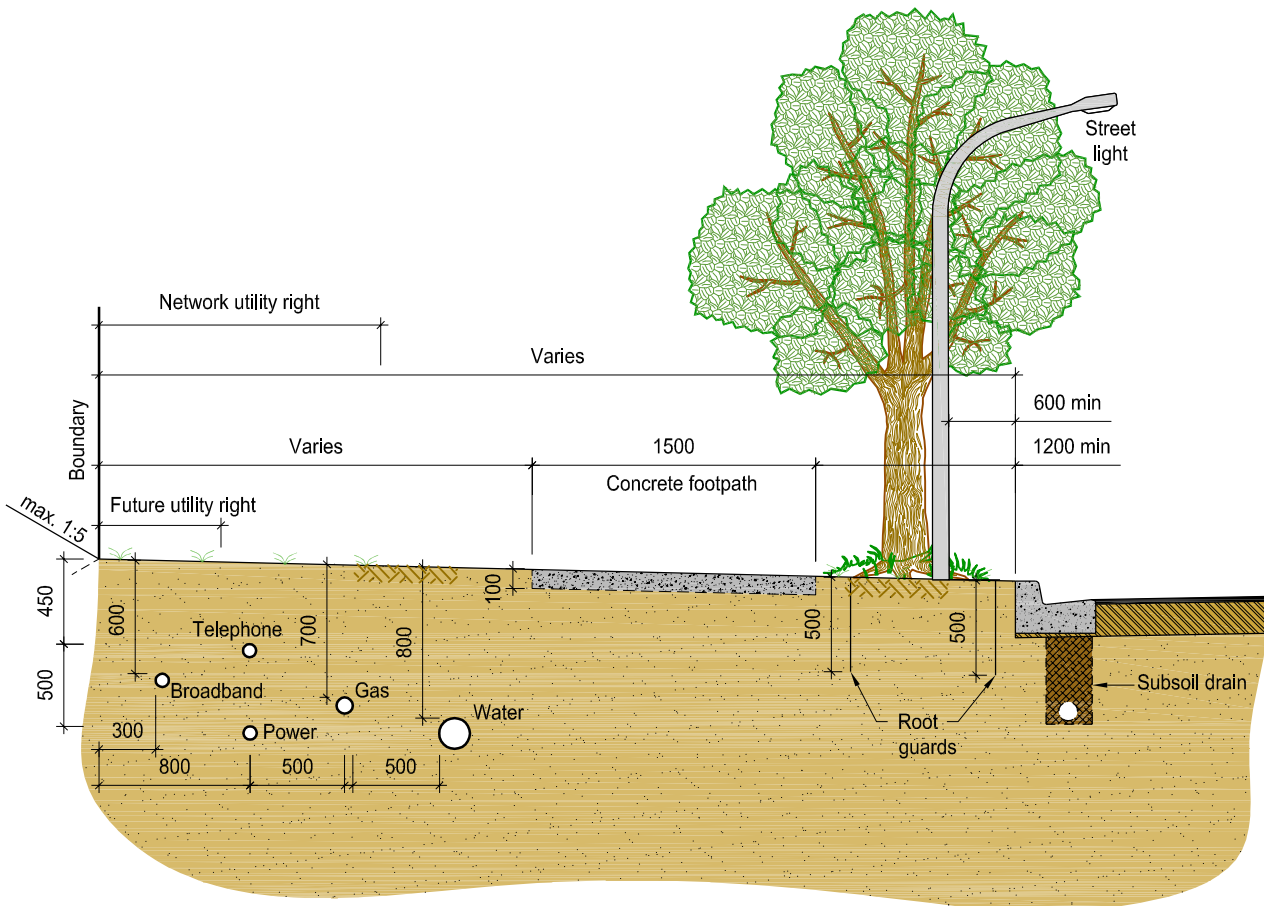 Street
light
Network utility right
Varies
600 min
Boundary
Varies
1500
1200 min
Concrete footpath
Future utility right
max. 1:5
450
600
Telephone
700
800
100
500
500
500
Broadband
Gas
Water
Power
Root
guards
Subsoil drain
300
800
500
500